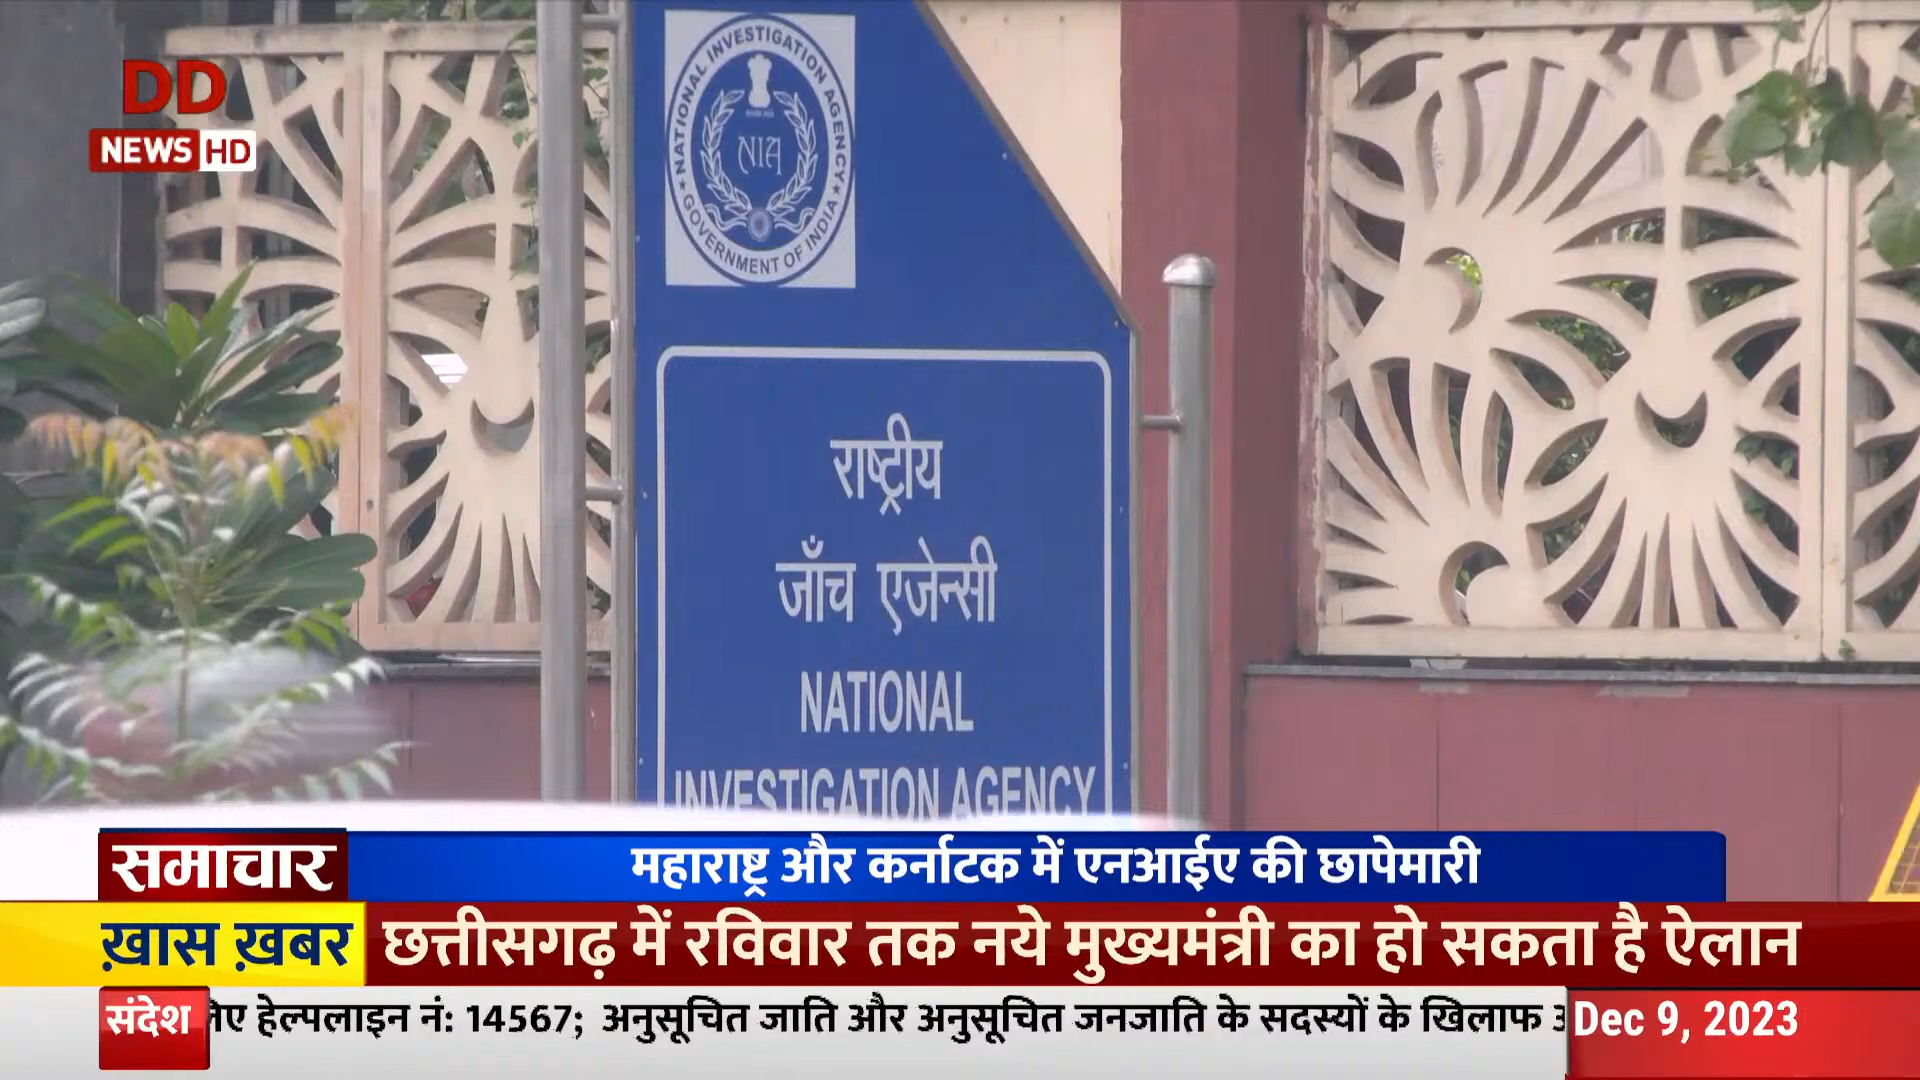 DD
NEWS HD
NATIONAL INVESTIGATION AGENCY
NIA
GOVERNMENT OF INDIA
राष्ट्रीय
जाँच एजेन्सी
NATIONAL
INVESTIGATION AGENCY
समाचार
महाराष्ट्र और कर्नाटक में एनआईए की छापेमारी
ख़ास ख़बर
छत्तीसगढ़ में रविवार तक नये मुख्यमंत्री का हो सकता है ऐलान
संदेश
हेल्पलाइन नं: 14567; अनुसूचित जाति और अनुसूचित जनजाति के सदस्यों के खिलाफ
Dec 9, 2023